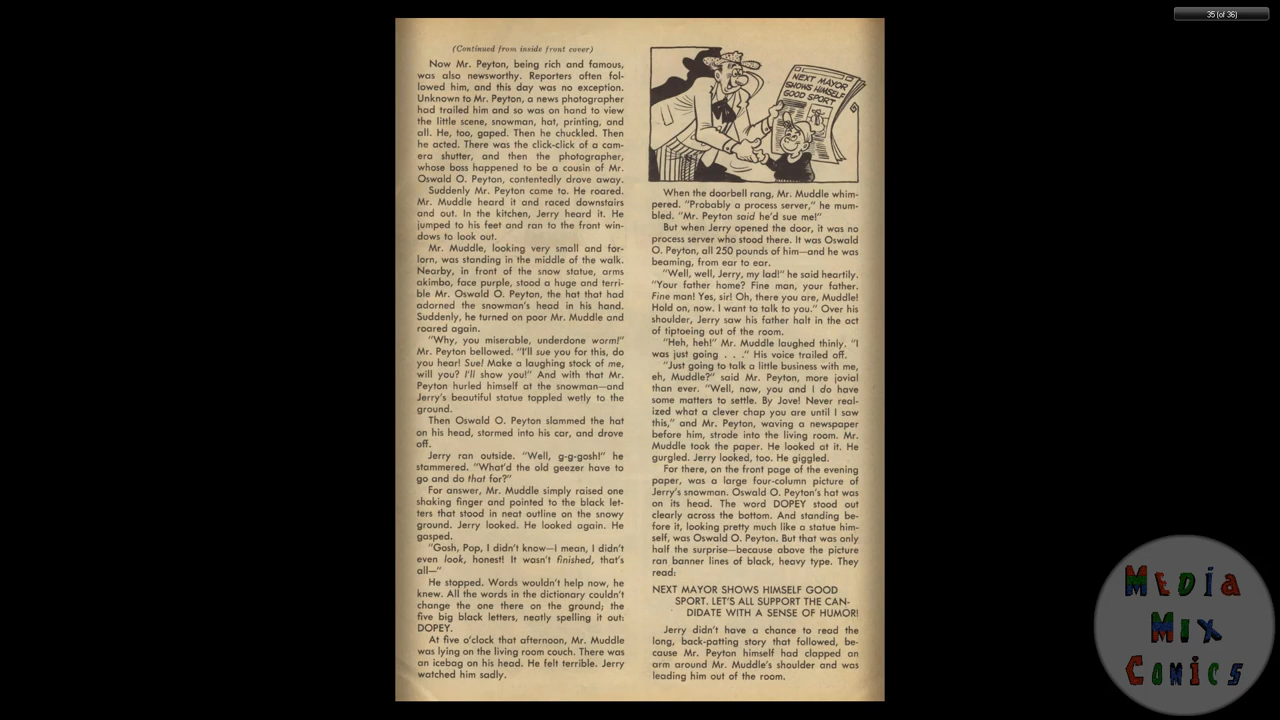 35 (of 36)
(Continued from inside front cover)
Now Mr. Peyton, being rich and famous,
was also newsworthy. Reporters often fol-
lowed him, and this day was no exception.
Unknown to Mr. Peyton, a news photographer
had trailed him and so was on hand to view
the little scene, snowman, hat, printing, and
all. He, too, gaped. Then he chuckled. Then
he acted. There was the click-click of a cam-
era shutter, and then the photographer,
whose boss happened to be a cousin of Mr.
Oswald O. Peyton, contentedly drove away.
Suddenly Mr. Peyton came to. He roared.
Mr. Muddle heard it and raced downstairs
and out. In the kitchen, Jerry heard it. He
jumped to his feet and ran to the front win-
dows to look out.
Mr. Muddle, looking very small and for-
lorn, was standing in the middle of the walk.
Nearby, in front of the snow statue, arms
akimbo, face purple, stood a huge and terri-
ble Mr. Oswald O. Peyton, the hat that had
adorned the snowman's head in his hand.
Suddenly, he turned on poor Mr. Muddle and
roared again.
"Why, you miserable, underdone worm!"
Mr. Peyton bellowed. "I'll sue you for this, do
you hear! Sue! Make a laughing stock of me,
will you? I'll show you!" And with that Mr.
Peyton hurled himself at the snowman—and
Jerry's beautiful statue toppled wetly to the
ground.
Then Oswald O. Peyton slammed the hat
on his head, stormed into his car, and drove
off.
Jerry ran outside. "Well, g-g-gosh!" he
stammered. "What'd the old geezer have to
go and do that for?"
For answer, Mr. Muddle simply raised one
shaking finger and pointed to the black let-
ters that stood in neat outline on the snowy
ground. Jerry looked. He looked again. He
gasped.
"Gosh, Pop, I didn't know—I mean, I didn't
even look, honest! It wasn't finished, that's
all—"
He stopped. Words wouldn't help now, he
knew. All the words in the dictionary couldn't
change the one there on the ground; the
five big black letters, neatly spelling it out:
DOPEY.
At five o'clock that afternoon, Mr. Muddle
was lying on the living room couch. There was
an icebag on his head. He felt terrible. Jerry
watched him sadly.
NEXT MAYOR
SHOWS HIMSELF
GOOD SPORT
When the doorbell rang, Mr. Muddle whim-
pered. "Probably a process server," he mum-
bled. "Mr. Peyton said he'd sue me!"
But when Jerry opened the door, it was no
process server who stood there. It was Oswald
O. Peyton, all 250 pounds of him—and he was
beaming, from ear to ear.
"Well, well, Jerry, my lad!" he said heartily.
"Your father home? Fine man, your father.
Fine man! Yes, sir! Oh, there you are, Muddle!
Hold on, now. I want to talk to you." Over his
shoulder, Jerry saw his father halt in the act
of tiptoeing out of the room.
"Heh, heh!" Mr. Muddle laughed thinly. "I
was just going . . ." His voice trailed off.
"Just going to talk a little business with me,
eh, Muddle?" said Mr. Peyton, more jovial
than ever. "Well, now, you and I do have
some matters to settle. By Jove! Never real-
ized what a clever chap you are until I saw
this," and Mr. Peyton, waving a newspaper
before him, strode into the living room. Mr.
Muddle took the paper. He looked at it. He
gurgled. Jerry looked, too. He giggled.
For there, on the front page of the evening
paper, was a large four-column picture of
Jerry's snowman. Oswald O. Peyton's hat was
on its head. The word DOPEY stood out
clearly across the bottom. And standing be-
fore it, looking pretty much like a statue him-
self, was Oswald O. Peyton. But that was only
half the surprise—because above the picture
ran banner lines of black, heavy type. They
read:
NEXT MAYOR SHOWS HIMSELF GOOD
SPORT. LET'S ALL SUPPORT THE CAN-
DIDATE WITH A SENSE OF HUMOR!
Jerry didn't have a chance to read the
long, back-patting story that followed, be-
cause Mr. Peyton himself had clapped an
arm around Mr. Muddle's shoulder and was
leading him out of the room.
MEDIA
MIX
COMICS